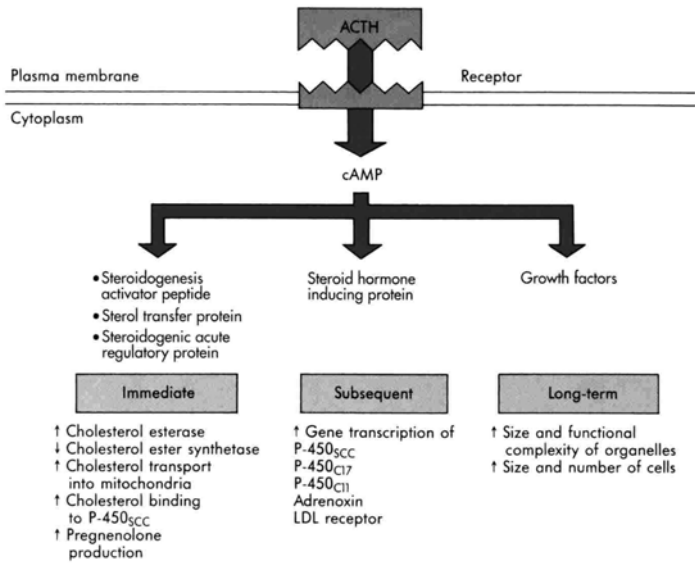 ACTH
Plasma membrane
Receptor
Cytoplasm
cAMP
• Steroidogenesis
activator peptide
• Sterol transfer protein
• Steroidogenic acute
regulatory protein
Steroid hormone
inducing protein
Growth factors
Immediate
↑ Cholesterol esterase
↓ Cholesterol ester synthetase
↑ Cholesterol transport
into mitochondria
↑ Cholesterol binding
to P-450SCC
↑ Pregnenolone
production
Subsequent
↑ Gene transcription of
P-450SCC
P-450C17
P-450C11
Adrenoxin
LDL receptor
Long-term
↑ Size and functional
complexity of organelles
↑ Size and number of cells